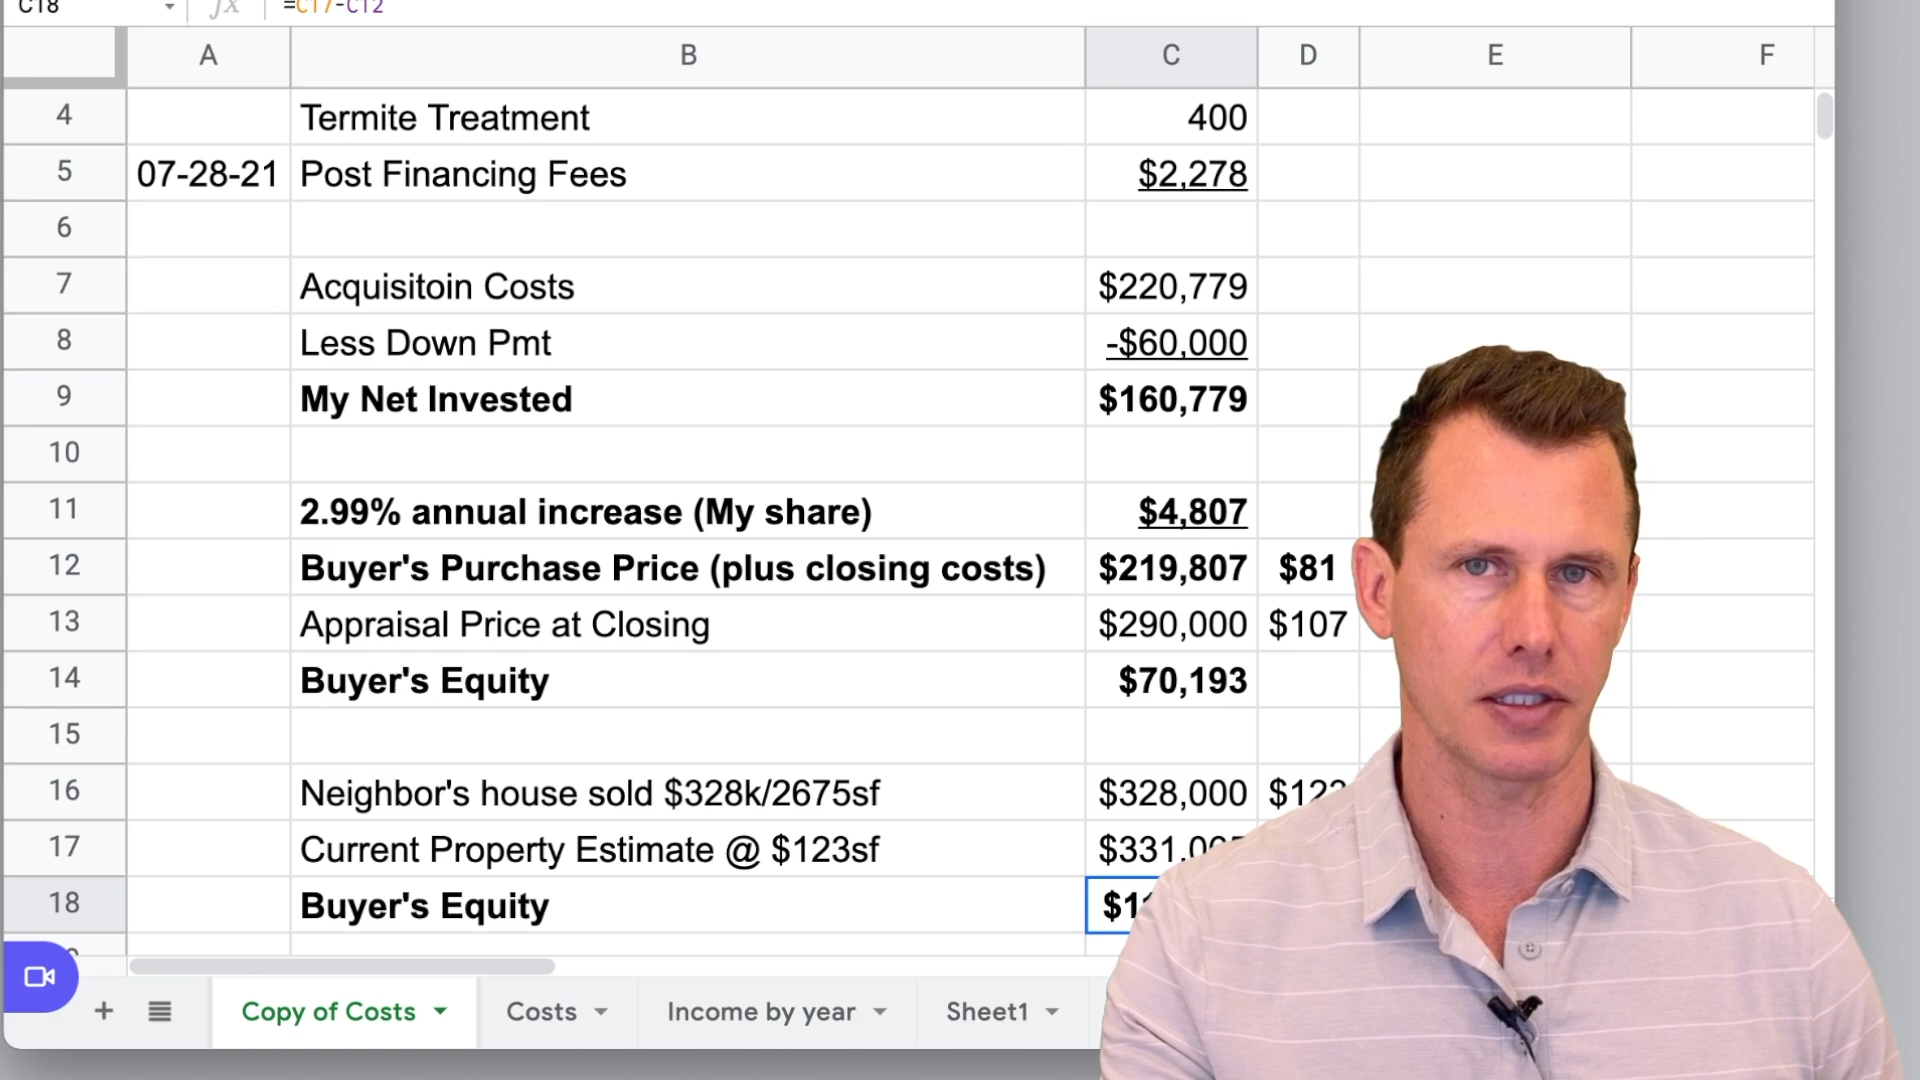 C18 fx =C17-C12
A B C D E F
4 Termite Treatment 400
5 07-28-21 Post Financing Fees $2,278
6
7 Acquisitoin Costs $220,779
8 Less Down Pmt -$60,000
9 My Net Invested $160,779
10
11 2.99% annual increase (My share) $4,807
12 Buyer's Purchase Price (plus closing costs) $219,807 $81
13 Appraisal Price at Closing $290,000 $107
14 Buyer's Equity $70,193
15
16 Neighbor's house sold $328k/2675sf $328,000
17 Current Property Estimate @ $123sf
18 Buyer's Equity
+ Copy of Costs Costs Income by year Sheet1